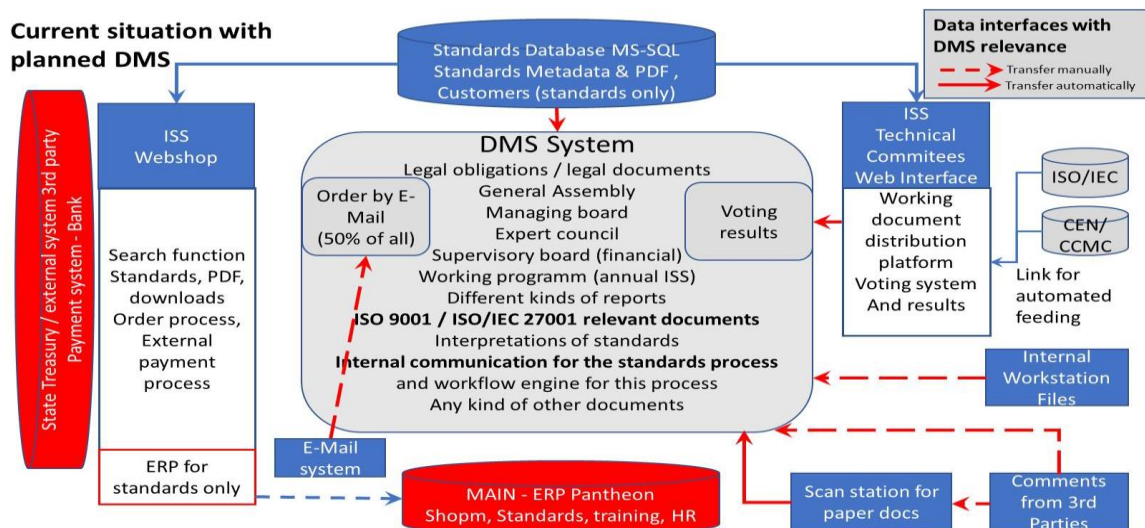 Current situation with
planned DMS
Standards Database MS-SQL
Standards Metadata & PDF ,
Customers (standards only)
Data interfaces with
DMS relevance
Transfer manually
Transfer automatically
State Treasury / external system 3rd party
Payment system - Bank
ISS
Webshop
Search function
Standards, PDF,
downloads
Order process,
External
payment
process
ERP for
standards only
DMS System
Legal obligations / legal documents
General Assembly
Managing board
Expert council
Supervisory board (financial)
Working programm (annual ISS)
Different kinds of reports
ISO 9001 / ISO/IEC 27001 relevant documents
Interpretations of standards
Internal communication for the standards process
and workflow engine for this process
Any kind of other documents
Order by E-
Mail
(50% of all)
Voting
results
ISS
Technical
Commitees
Web Interface
Working
document
distribution
platform
Voting system
And results
ISO/IEC
CEN/
CCMC
Link for
automated
feeding
Internal
Workstation
Files
E-Mail
system
MAIN - ERP Pantheon
Shopm, Standards, training, HR
Scan station for
paper docs
Comments
from 3rd
Parties